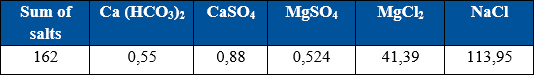 Sum of salts Ca (HCO₃)₂ CaSO₄ MgSO₄ MgCl₂ NaCl
162 0,55 0,88 0,524 41,39 113,95